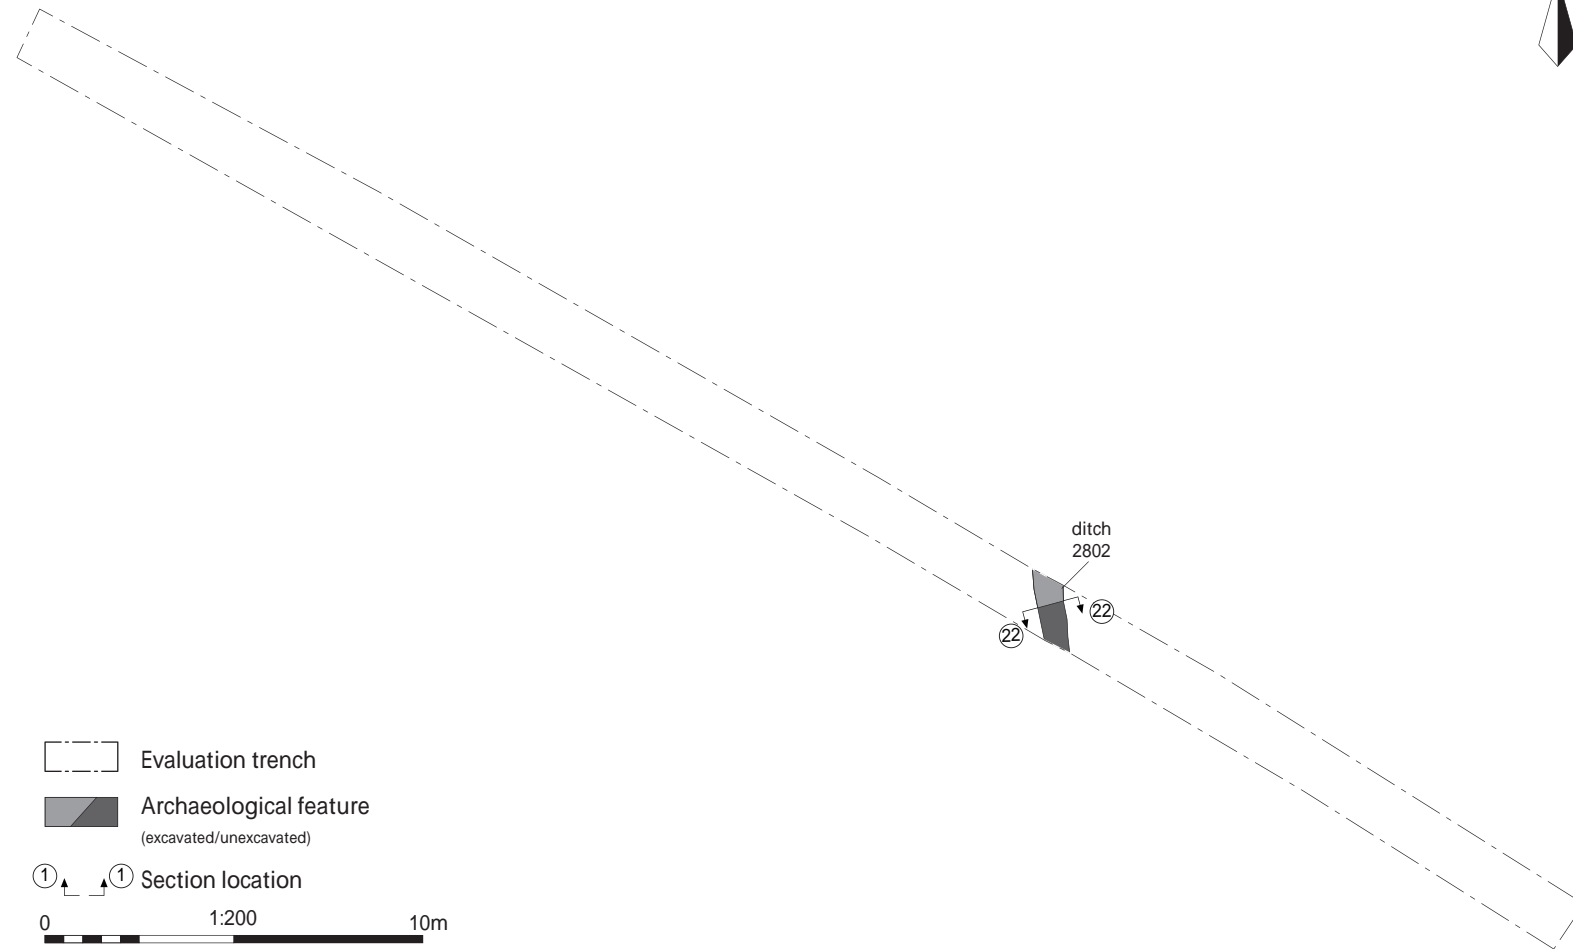 ditch
2802
22
22
Evaluation trench
Archaeological feature
(excavated/unexcavated)
1 1 Section location
0 1:200 10m